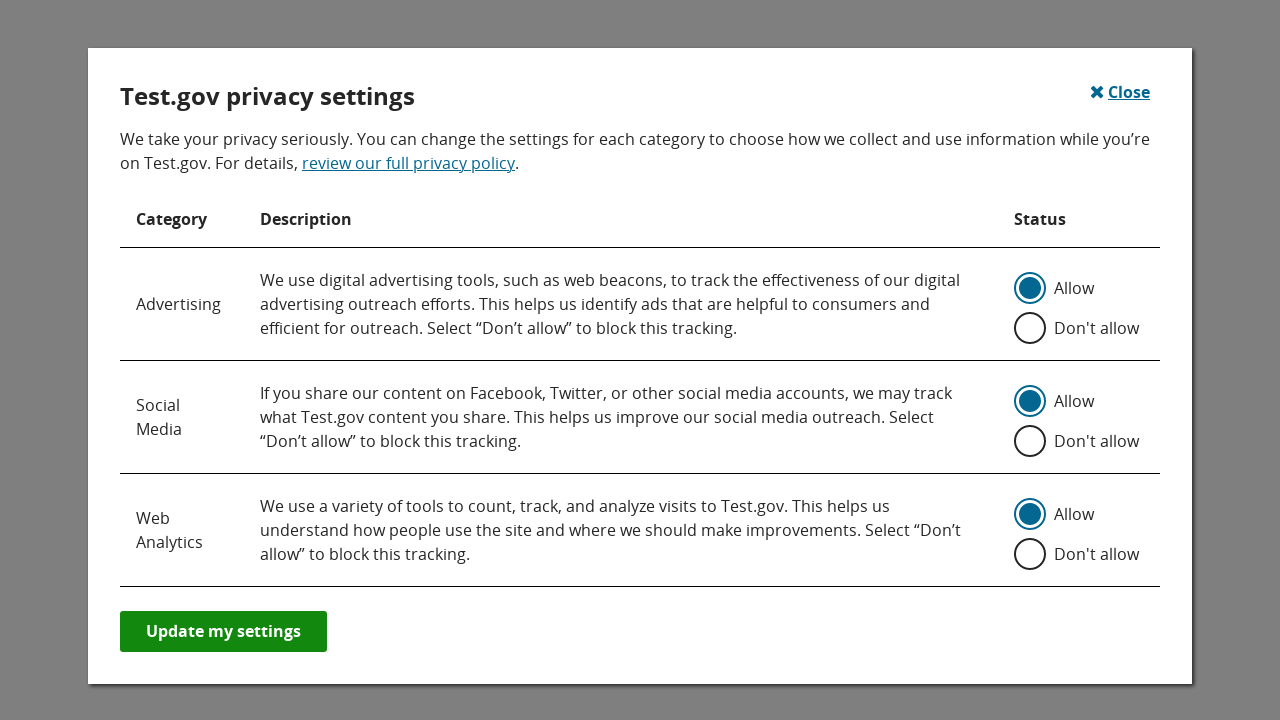 Test.gov privacy settings
✖ Close
We take your privacy seriously. You can change the settings for each category to choose how we collect and use information while you’re
on Test.gov. For details, review our full privacy policy.
Category Description Status
Advertising
We use digital advertising tools, such as web beacons, to track the effectiveness of our digital
advertising outreach efforts. This helps us identify ads that are helpful to consumers and
efficient for outreach. Select “Don’t allow” to block this tracking.
Allow
Don't allow
Social
Media
If you share our content on Facebook, Twitter, or other social media accounts, we may track
what Test.gov content you share. This helps us improve our social media outreach. Select
“Don’t allow” to block this tracking.
Allow
Don't allow
Web
Analytics
We use a variety of tools to count, track, and analyze visits to Test.gov. This helps us
understand how people use the site and where we should make improvements. Select “Don’t
allow” to block this tracking.
Allow
Don't allow
Update my settings